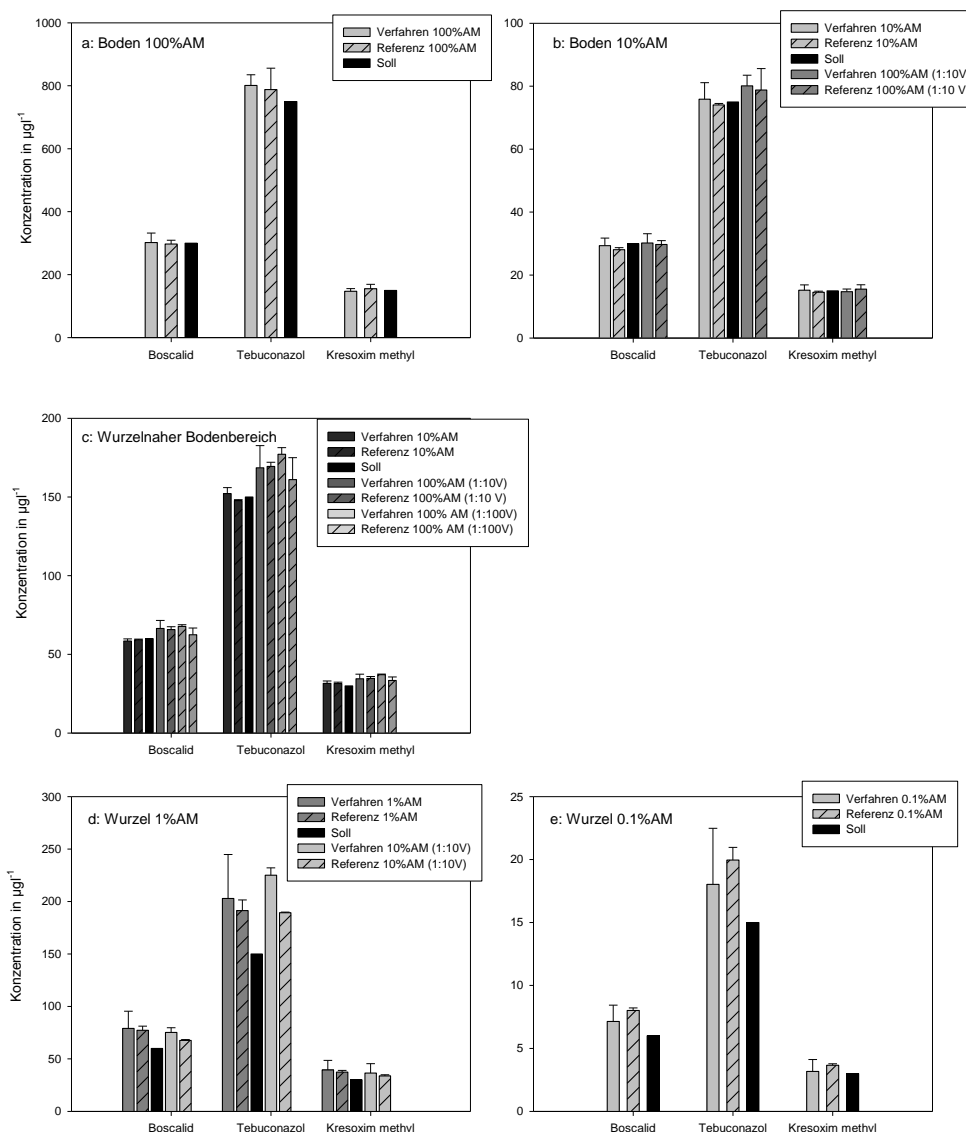 a: Boden 100%AM
Verfahren 100%AM
Referenz 100%AM
Soll
Konzentration in µgl-1
1000
800
600
400
200
0
Boscalid Tebuconazol Kresoxim methyl
b: Boden 10%AM
Verfahren 10%AM
Referenz 10%AM
Soll
Verfahren 100%AM (1:10V
Referenz 100%AM (1:10 V
100
80
60
40
20
0
Boscalid Tebuconazol Kresoxim methyl
c: Wurzelnaher Bodenbereich
Verfahren 10%AM
Referenz 10%AM
Soll
Verfahren 100%AM (1:10V)
Referenz 100%AM (1:10 V)
Verfahren 100% AM (1:100V)
Referenz 100% AM (1:100V)
Konzentration in µgl-1
200
150
100
50
0
Boscalid Tebuconazol Kresoxim methyl
d: Wurzel 1%AM
Verfahren 1%AM
Referenz 1%AM
Soll
Verfahren 10%AM (1:10V)
Referenz 10%AM (1:10V)
Konzentration in µgl-1
300
250
200
150
100
50
0
Boscalid Tebuconazol Kresoxim methyl
e: Wurzel 0.1%AM
Verfahren 0.1%AM
Referenz 0.1%AM
Soll
25
20
15
10
5
0
Boscalid Tebuconazol Kresoxim methyl